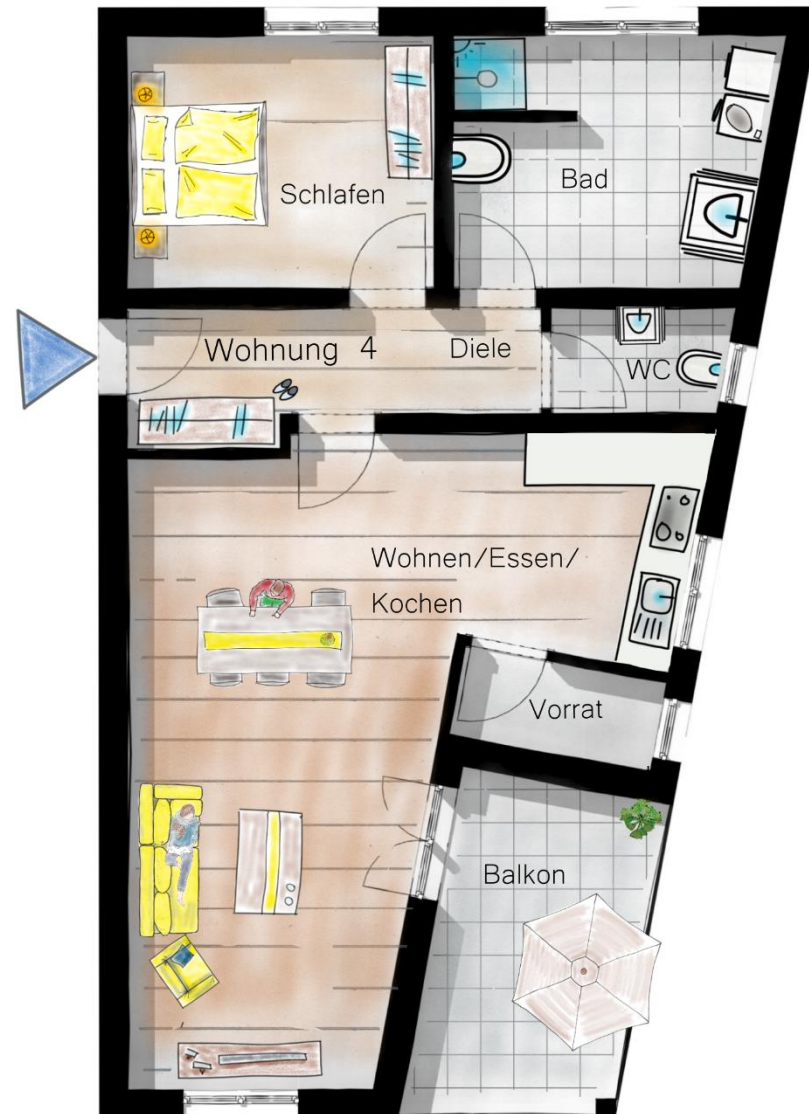 Schlafen
Bad
Wohnung 4
Diele
WC
Wohnen/Essen/
Kochen
Vorrat
Balkon